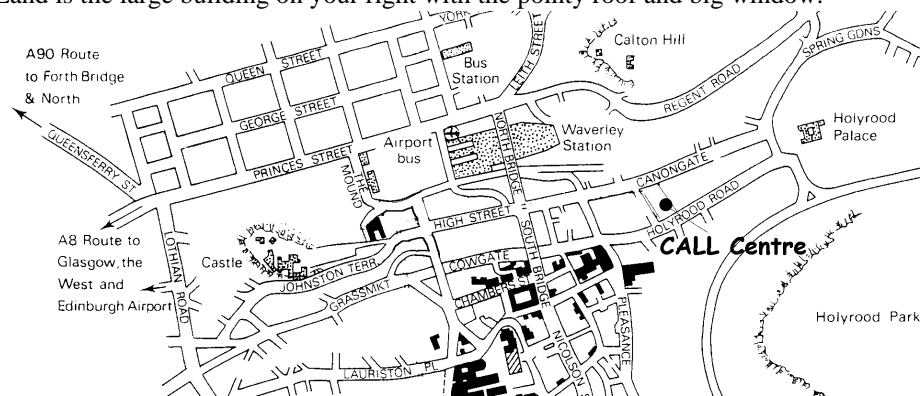 Land is the large building on your right with the pointy roof and big window.
YORK
A90 Route
to Forth Bridge
& North
QUEEN STREET
Bus
Station
LEITH STREET
Calton Hill
SPRING GDNS
REGENT ROAD
GEORGE STREET
QUEENSFERRY ST
PRINCES STREET
Airport
bus
NORTH BRIDGE
Waverley
Station
Holyrood
Palace
THE
MOUND
CANONGATE
HOLYROOD ROAD
HIGH STREET
CALL Centre
A8 Route to
Glasgow, the
West and
Edinburgh Airport
LOTHIAN ROAD
Castle
JOHNSTON TERR
GRASSMKT
COWGATE
CHAMBERS
SOUTH BRIDGE
PLEASANCE
NICOLSON
LAURISTON PL
Holyrood Park